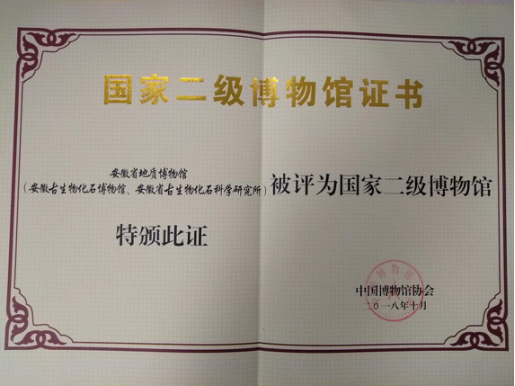 国家二级博物馆证书
安徽省地质博物馆
（安徽古生物化石博物馆、安徽省古生物化石科学研究所）
被评为国家二级博物馆
特颁此证
中国博物馆协会
二〇一八年十月